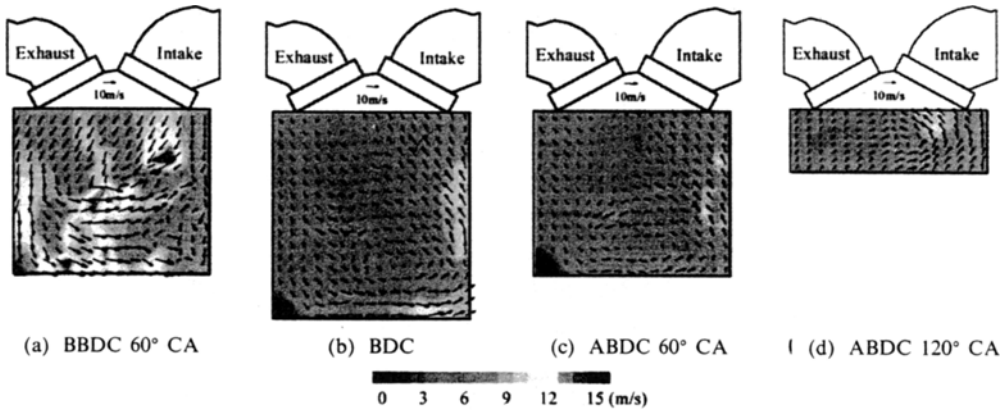 Exhaust Intake
10m/s
Exhaust Intake
10m/s
Exhaust Intake
10m/s
Exhaust Intake
10m/s
(a) BBDC 60° CA
(b) BDC
(c) ABDC 60° CA
(d) ABDC 120° CA
0 3 6 9 12 15 (m/s)